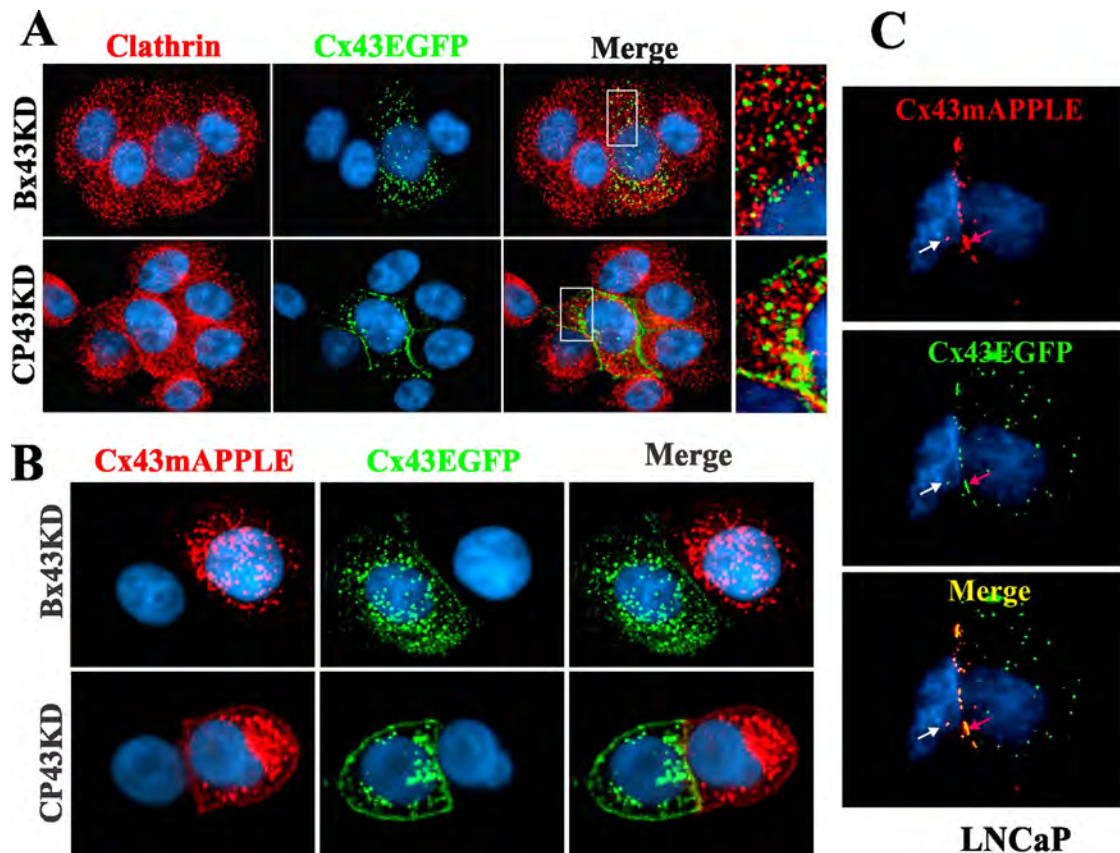 A
Clathrin Cx43EGFP Merge
Bx43KD
CP43KD
B
Cx43mAPPLE Cx43EGFP Merge
Bx43KD
CP43KD
C
Cx43mAPPLE
Cx43EGFP
Merge
LNCaP